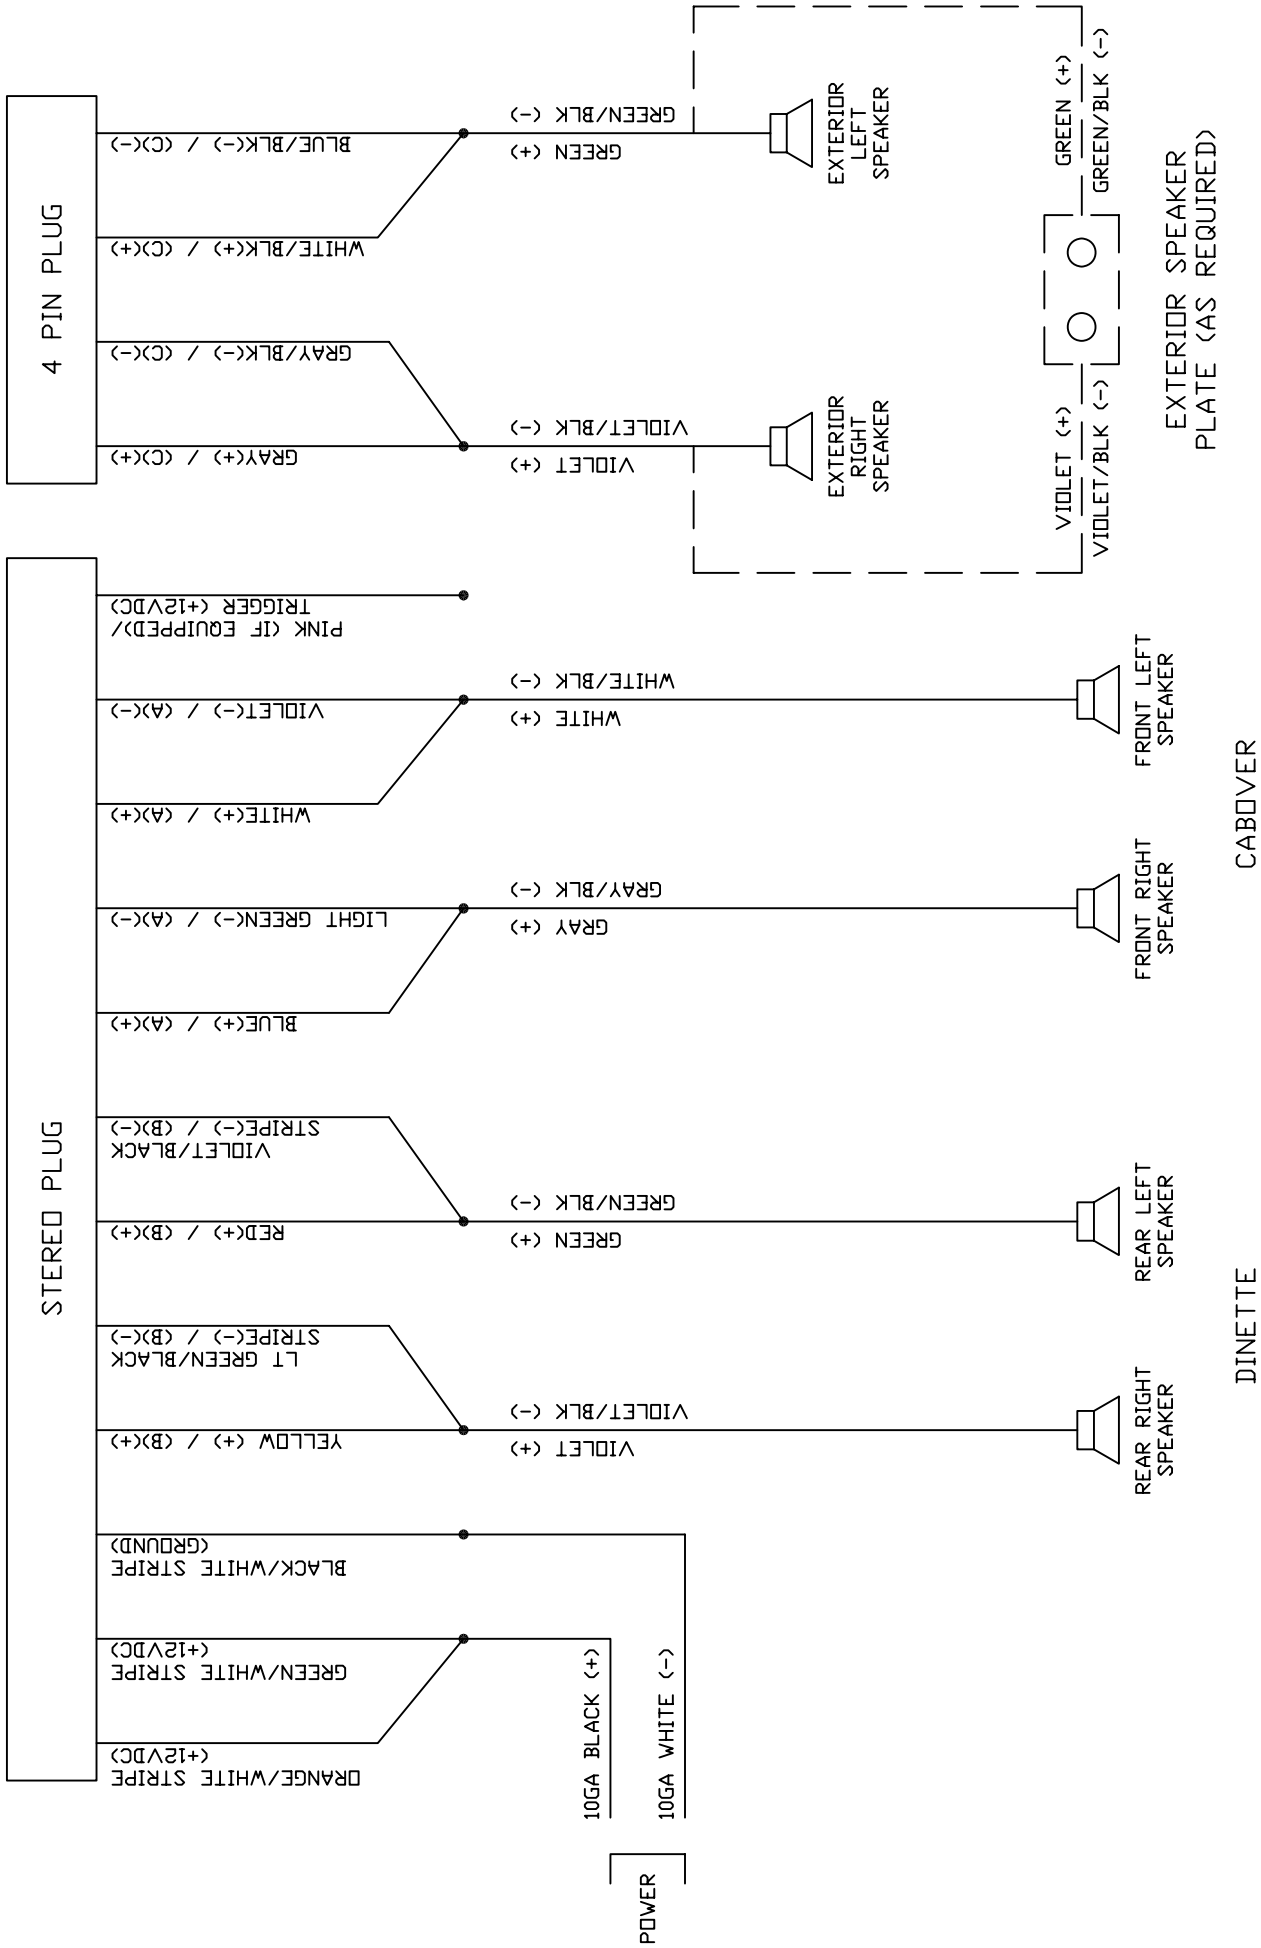 4 PIN PLUG
BLUE/BLK(-) / (C)(-)
WHITE/BLK(+) / (C)(+)
GRAY/BLK(-) / (C)(-)
GRAY(+) / (C)(+)
GREEN/BLK (-)
GREEN (+)
VIOLET/BLK (-)
VIOLET (+)
EXTERIOR
LEFT
SPEAKER
EXTERIOR
RIGHT
SPEAKER
GREEN (+)
GREEN/BLK (-)
VIOLET (+)
VIOLET/BLK (-)
EXTERIOR SPEAKER
PLATE (AS REQUIRED)
STEREO PLUG
PINK (IF EQUIPPED)/
TRIGGER (+12VDC)
VIOLET(-) / (A)(-)
WHITE(+) / (A)(+)
LIGHT GREEN(-) / (A)(-)
BLUE(+) / (A)(+)
VIOLET/BLACK
STRIPE(-) / (B)(-)
RED(+) / (B)(+)
LT GREEN/BLACK
STRIPE(-) / (B)(-)
YELLOW (+) / (B)(+)
BLACK/WHITE STRIPE
(GROUND)
GREEN/WHITE STRIPE
(+12VDC)
ORANGE/WHITE STRIPE
(+12VDC)
WHITE/BLK (-)
WHITE (+)
GRAY/BLK (-)
GRAY (+)
GREEN/BLK (-)
GREEN (+)
VIOLET/BLK (-)
VIOLET (+)
FRONT LEFT
SPEAKER
FRONT RIGHT
SPEAKER
CABOVER
REAR LEFT
SPEAKER
REAR RIGHT
SPEAKER
DINETTE
10GA BLACK (+)
10GA WHITE (-)
POWER